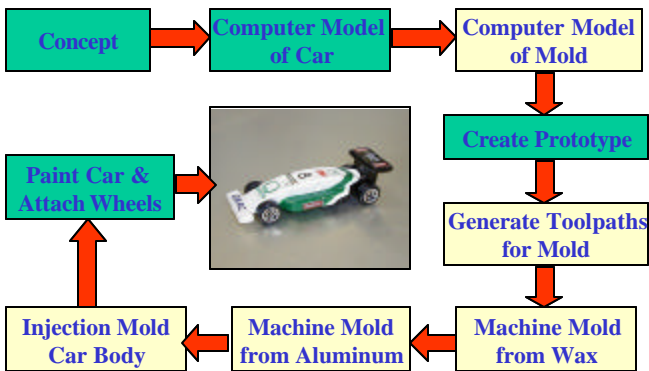 Concept
Computer Model
of Car
Computer Model
of Mold
Create Prototype
Generate Toolpaths
for Mold
Machine Mold
from Wax
Machine Mold
from Aluminum
Injection Mold
Car Body
Paint Car &
Attach Wheels